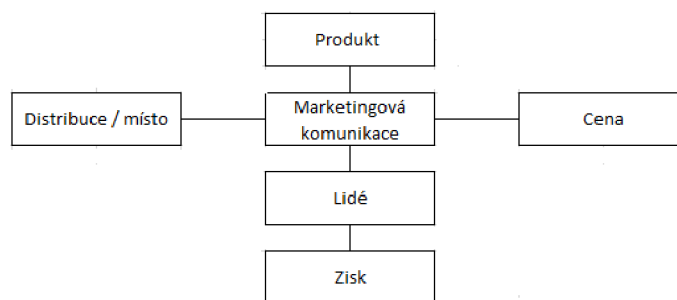 Produkt
Distribuce / místo
Marketingová
komunikace
Cena
Lidé
Zisk